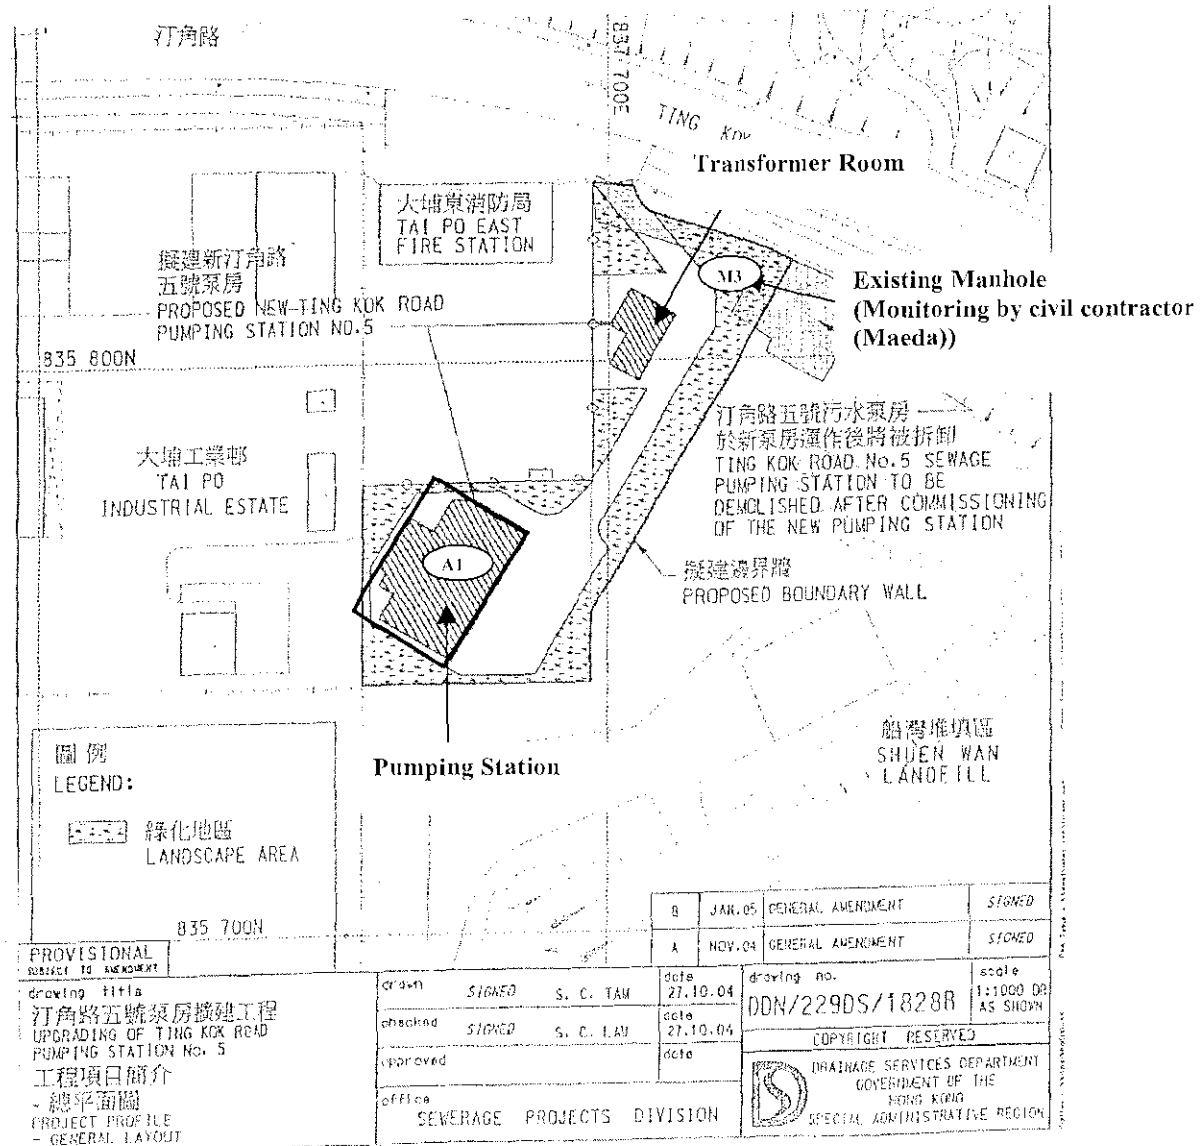 汀角路
837 700E
TING KOK
Transformer Room
大埔東消防局
TAI PO EAST
FIRE STATION
擬建新汀角路
五號泵房
PROPOSED NEW TING KOK ROAD
PUMPING STATION NO.5
M3
Existing Manhole
(Monitoring by civil contractor
(Maeda))
835 800N
汀角路五號污水泵房
於新泵房運作後將被拆卸
TING KOK ROAD No.5 SEWAGE
PUMPING STATION TO BE
DEMOLISHED AFTER COMMISSIONING
OF THE NEW PUMPING STATION
大埔工業邨
TAI PO
INDUSTRIAL ESTATE
A1
擬建邊界牆
PROPOSED BOUNDARY WALL
Pumping Station
船灣堆填區
SHUEN WAN
LANDFILL
圖例
LEGEND:
綠化地區
LANDSCAPE AREA
835 700N
B JAN.05 GENERAL AMENDMENT SIGNED
A NOV.04 GENERAL AMENDMENT SIGNED
PROVISIONAL
SUBJECT TO AMENDMENT
drawing title
汀角路五號泵房擴建工程
UPGRADING OF TING KOK ROAD
PUMPING STATION No. 5
工程項目簡介
- 總平面圖
PROJECT PROFILE
- GENERAL LAYOUT
drawn SIGNED S. C. TAM date 27.10.04
checked SIGNED S. C. LAU date 27.10.04
approved date
office
SEWERAGE PROJECTS DIVISION
drawing no.
DDN/229DS/1828B
scale
1:1000 OR
AS SHOWN
COPYRIGHT RESERVED
DRAINAGE SERVICES DEPARTMENT
GOVERNMENT OF THE
HONG KONG
SPECIAL ADMINISTRATIVE REGION